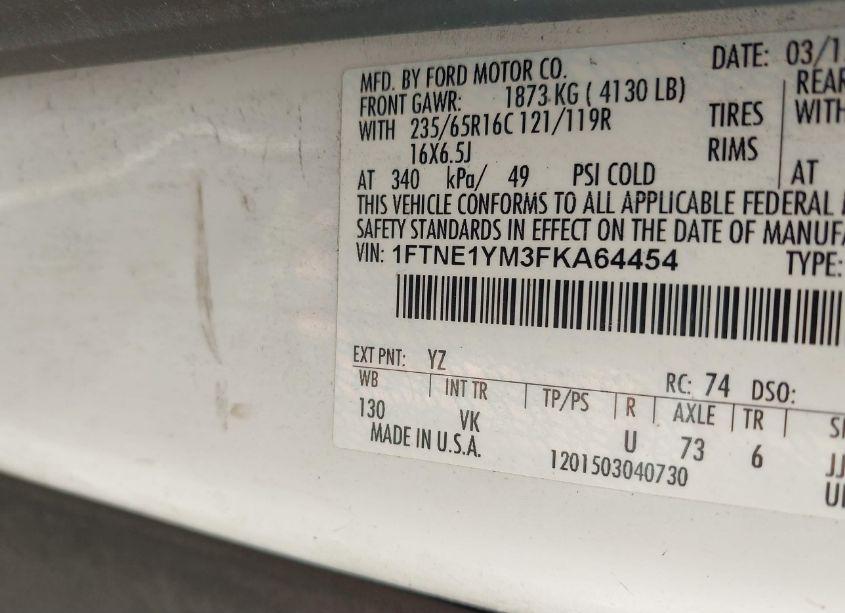 DATE: 03/1
MFD. BY FORD MOTOR CO.
FRONT GAWR: 1873 KG ( 4130 LB) REAR
WITH 235/65R16C 121/119R TIRES WITH
16X6.5J RIMS
AT 340 kPa/ 49 PSI COLD AT
THIS VEHICLE CONFORMS TO ALL APPLICABLE FEDERAL
SAFETY STANDARDS IN EFFECT ON THE DATE OF MANUFA
VIN: 1FTNE1YM3FKA64454 TYPE:
EXT PNT: YZ RC: 74 DSO:
WB INT TR TP/PS R AXLE TR
130 VK U 73 6 JJ
MADE IN U.S.A. 1201503040730